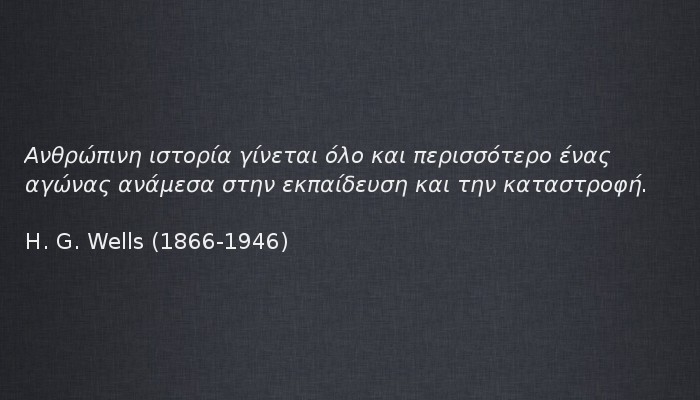 Ανθρώπινη ιστορία γίνεται όλο και περισσότερο ένας
αγώνας ανάμεσα στην εκπαίδευση και την καταστροφή.
H. G. Wells (1866-1946)